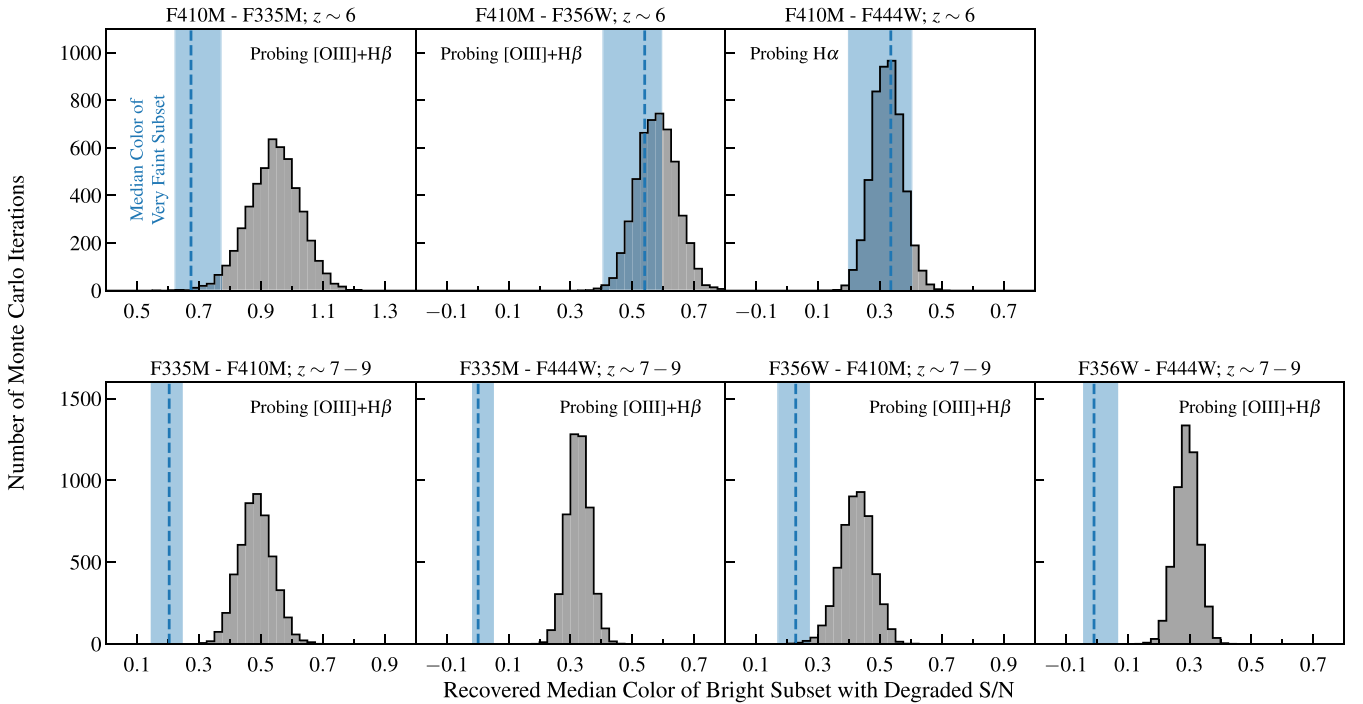 F410M - F335M; z ∼ 6
F410M - F356W; z ∼ 6
F410M - F444W; z ∼ 6
Probing [OIII]+Hβ
Probing [OIII]+Hβ
Probing Hα
Median Color of
Very Faint Subset
1000
800
600
400
200
0
0.5 0.7 0.9 1.1 1.3
−0.1 0.1 0.3 0.5 0.7
−0.1 0.1 0.3 0.5 0.7
Number of Monte Carlo Iterations
F335M - F410M; z ∼ 7 − 9
F335M - F444W; z ∼ 7 − 9
F356W - F410M; z ∼ 7 − 9
F356W - F444W; z ∼ 7 − 9
Probing [OIII]+Hβ
Probing [OIII]+Hβ
Probing [OIII]+Hβ
Probing [OIII]+Hβ
1500
1000
500
0
0.1 0.3 0.5 0.7 0.9
−0.1 0.1 0.3 0.5 0.7
0.1 0.3 0.5 0.7 0.9
−0.1 0.1 0.3 0.5 0.7
Recovered Median Color of Bright Subset with Degraded S/N